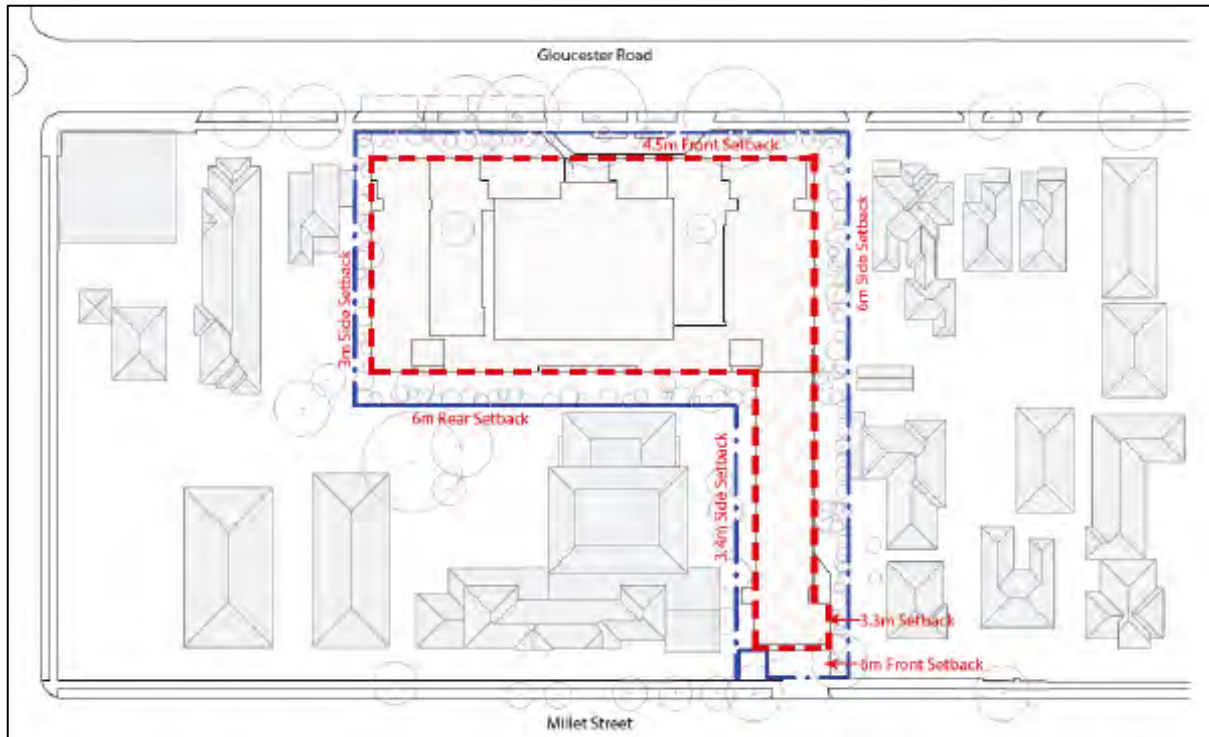 Gloucester Road
4.5m Front Setback
3m Side Setback
6m Side Setback
6m Rear Setback
3.4m Side Setback
3.3m Setback
6m Front Setback
Millet Street